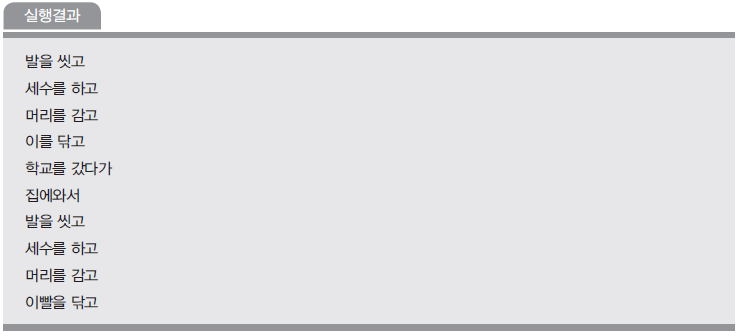 실행결과
발을 씻고
세수를 하고
머리를 감고
이를 닦고
학교를 갔다가
집에와서
발을 씻고
세수를 하고
머리를 감고
이빨을 닦고